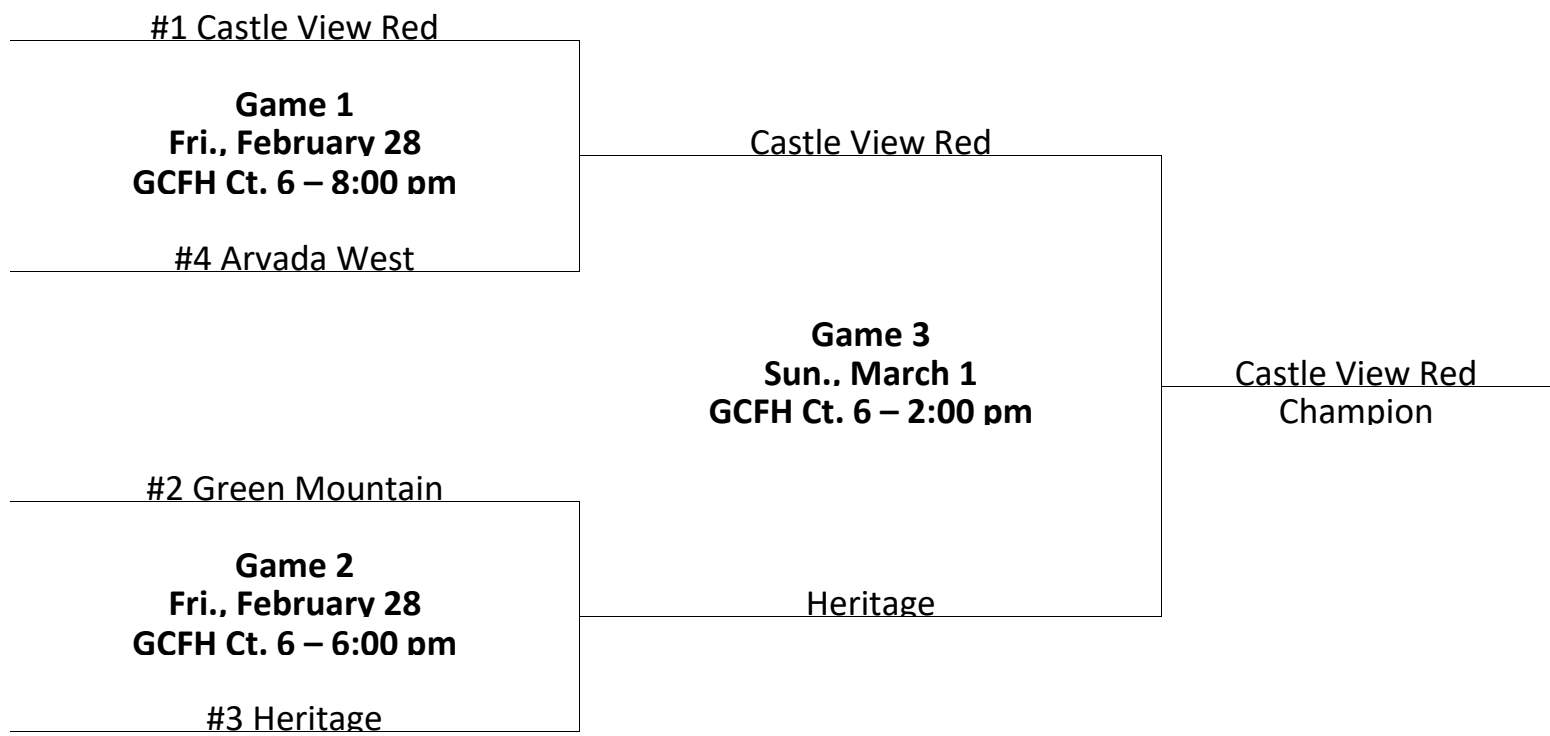 #1 Castle View Red
Game 1
Fri., February 28
GCFH Ct. 6 – 8:00 pm
Castle View Red
#4 Arvada West
Game 3
Sun., March 1
GCFH Ct. 6 – 2:00 pm
Castle View Red
Champion
#2 Green Mountain
Game 2
Fri., February 28
GCFH Ct. 6 – 6:00 pm
Heritage
#3 Heritage